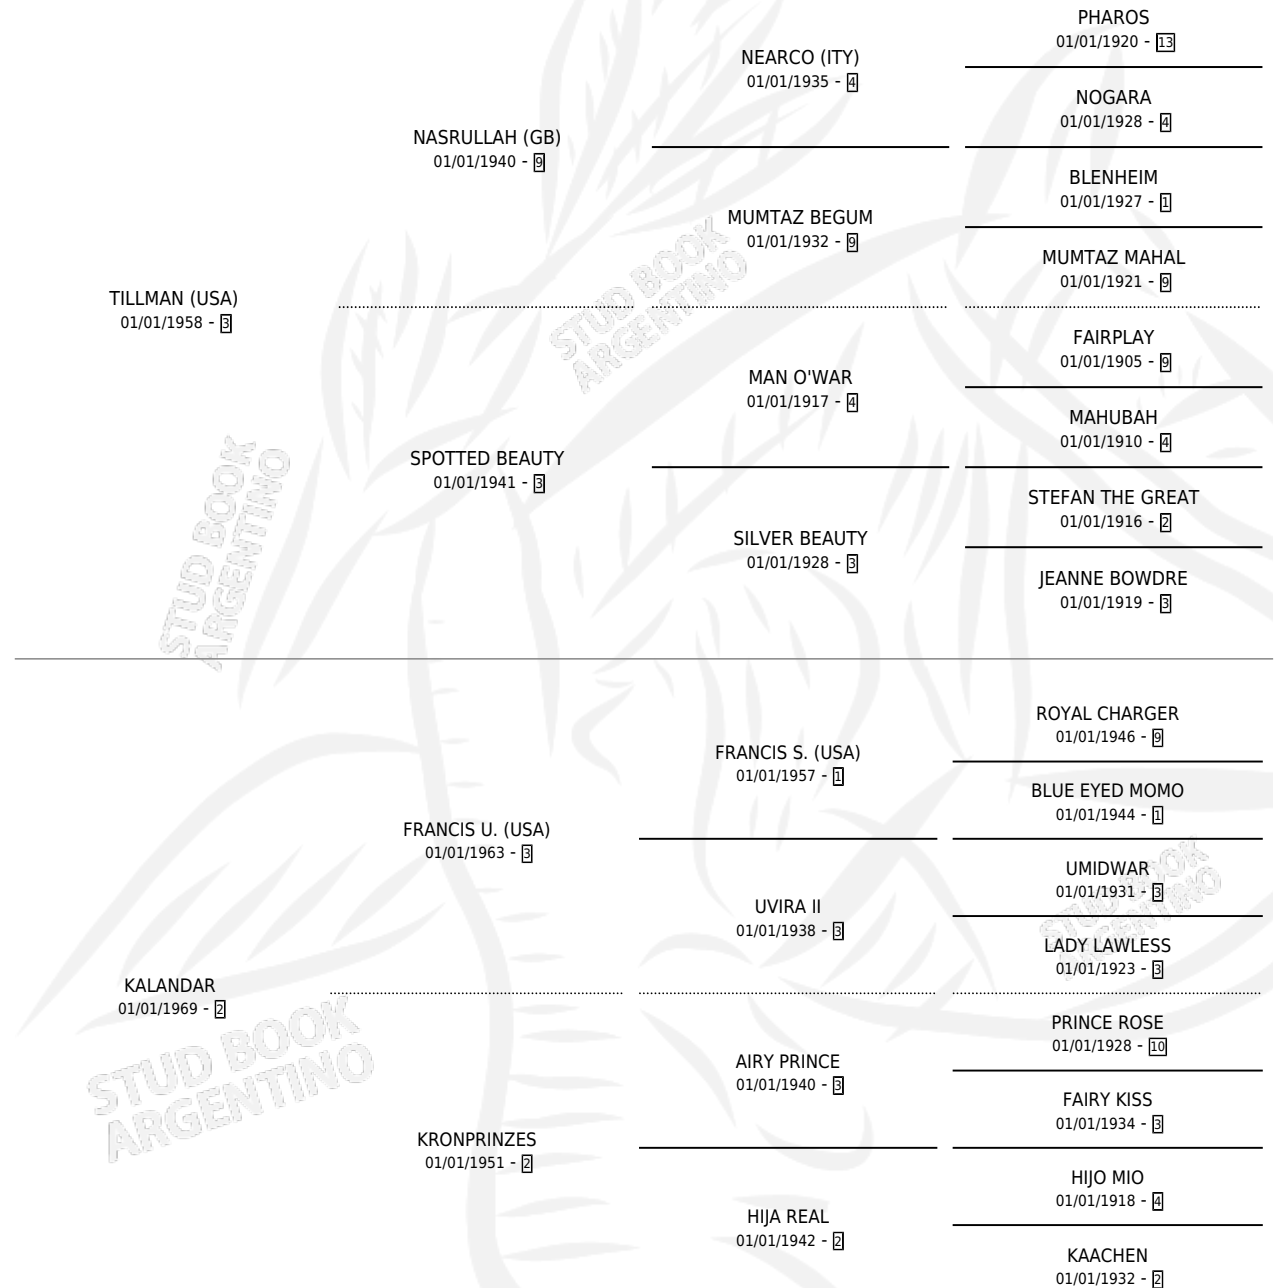 PHAROS
01/01/1920 - 13
NEARCO (ITY)
01/01/1935 - 4
NOGARA
01/01/1928 - 4
NASRULLAH (GB)
01/01/1940 - 9
BLENHEIM
01/01/1927 - 1
MUMTAZ BEGUM
01/01/1932 - 9
MUMTAZ MAHAL
01/01/1921 - 9
TILLMAN (USA)
01/01/1958 - 3
STUD BOOK
ARGENTINO
FAIRPLAY
01/01/1905 - 9
MAN O'WAR
01/01/1917 - 4
MAHUBAH
01/01/1910 - 4
SPOTTED BEAUTY
01/01/1941 - 3
STEFAN THE GREAT
01/01/1916 - 2
SILVER BEAUTY
01/01/1928 - 3
JEANNE BOWDRE
01/01/1919 - 3
STUD BOOK
ARGENTINO
ROYAL CHARGER
01/01/1946 - 9
FRANCIS S. (USA)
01/01/1957 - 1
BLUE EYED MOMO
01/01/1944 - 1
FRANCIS U. (USA)
01/01/1963 - 3
UMIDWAR
01/01/1931 - 3
UVIRA II
01/01/1938 - 3
STUD BOOK
ARGENTINO
LADY LAWLESS
01/01/1923 - 3
KALANDAR
01/01/1969 - 2
STUD BOOK
ARGENTINO
PRINCE ROSE
01/01/1928 - 10
AIRY PRINCE
01/01/1940 - 3
FAIRY KISS
01/01/1934 - 3
KRONPRINZES
01/01/1951 - 2
HIJO MIO
01/01/1918 - 4
HIJA REAL
01/01/1942 - 2
KAACHEN
01/01/1932 - 2